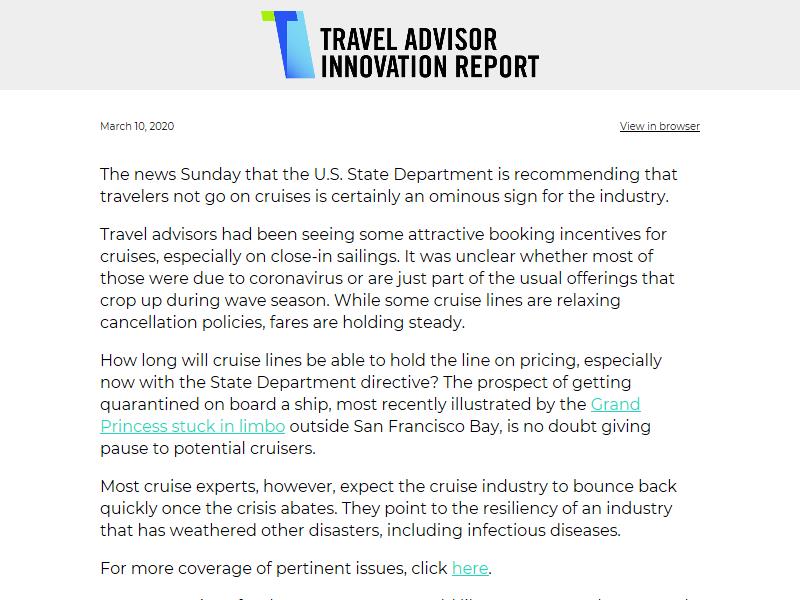 TRAVEL ADVISOR
INNOVATION REPORT
March 10, 2020
View in browser
The news Sunday that the U.S. State Department is recommending that
travelers not go on cruises is certainly an ominous sign for the industry.
Travel advisors had been seeing some attractive booking incentives for
cruises, especially on close-in sailings. It was unclear whether most of
those were due to coronavirus or are just part of the usual offerings that
crop up during wave season. While some cruise lines are relaxing
cancellation policies, fares are holding steady.
How long will cruise lines be able to hold the line on pricing, especially
now with the State Department directive? The prospect of getting
quarantined on board a ship, most recently illustrated by the Grand
Princess stuck in limbo outside San Francisco Bay, is no doubt giving
pause to potential cruisers.
Most cruise experts, however, expect the cruise industry to bounce back
quickly once the crisis abates. They point to the resiliency of an industry
that has weathered other disasters, including infectious diseases.
For more coverage of pertinent issues, click here.